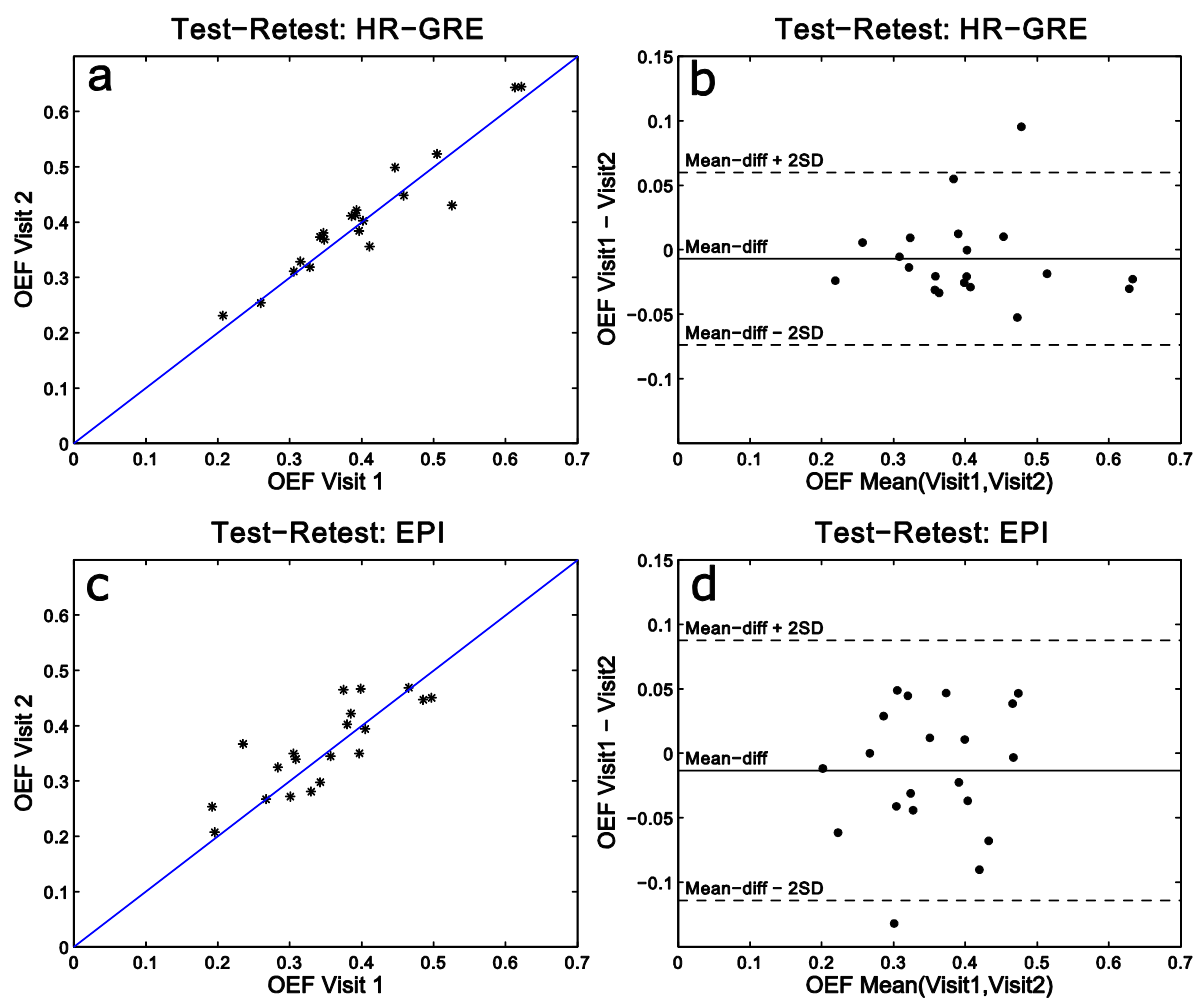 Test−Retest: HR−GRE
a
0.6
0.5
0.4
0.3
0.2
0.1
0
OEF Visit 2
0 0.1 0.2 0.3 0.4 0.5 0.6 0.7
OEF Visit 1
Test−Retest: HR−GRE
b
0.15
0.1
0.05
0
−0.05
−0.1
OEF Visit1 − Visit2
Mean−diff + 2SD
Mean−diff
Mean−diff − 2SD
0 0.1 0.2 0.3 0.4 0.5 0.6 0.7
OEF Mean(Visit1,Visit2)
Test−Retest: EPI
c
0.6
0.5
0.4
0.3
0.2
0.1
0
OEF Visit 2
0 0.1 0.2 0.3 0.4 0.5 0.6 0.7
OEF Visit 1
Test−Retest: EPI
d
0.15
0.1
0.05
0
−0.05
−0.1
OEF Visit1 − Visit2
Mean−diff + 2SD
Mean−diff
Mean−diff − 2SD
0 0.1 0.2 0.3 0.4 0.5 0.6 0.7
OEF Mean(Visit1,Visit2)